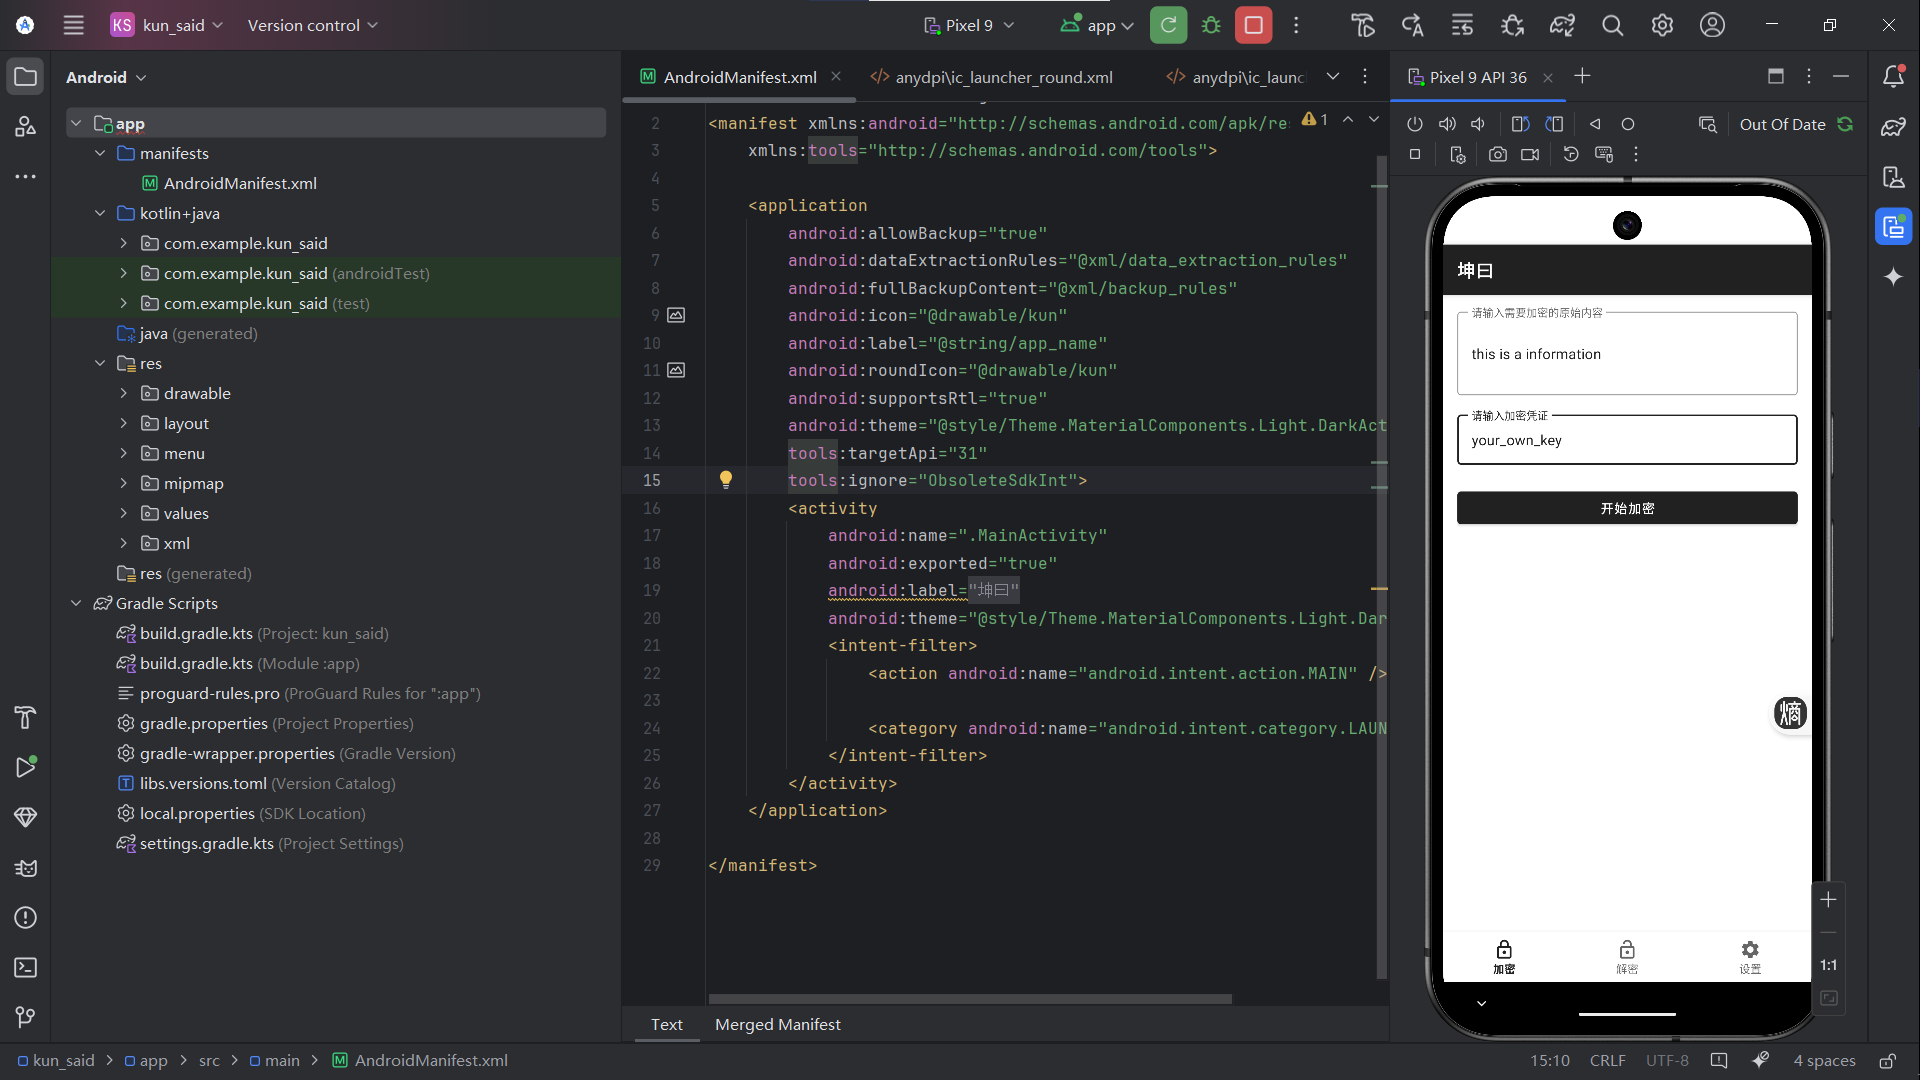 KS kun_said Version control Pixel 9 app
Android
app
manifests
AndroidManifest.xml
kotlin+java
com.example.kun_said
com.example.kun_said (androidTest)
com.example.kun_said (test)
java (generated)
res
drawable
layout
menu
mipmap
values
xml
res (generated)
Gradle Scripts
build.gradle.kts (Project: kun_said)
build.gradle.kts (Module :app)
proguard-rules.pro (ProGuard Rules for ":app")
gradle.properties (Project Properties)
gradle-wrapper.properties (Gradle Version)
libs.versions.toml (Version Catalog)
local.properties (SDK Location)
settings.gradle.kts (Project Settings)
AndroidManifest.xml anydpi\ic_launcher_round.xml anydpi\ic_launc
1
2 <manifest xmlns:android="http://schemas.android.com/apk/re
3 xmlns:tools="http://schemas.android.com/tools">
4
5 <application
6 android:allowBackup="true"
7 android:dataExtractionRules="@xml/data_extraction_rules"
8 android:fullBackupContent="@xml/backup_rules"
9 android:icon="@drawable/kun"
10 android:label="@string/app_name"
11 android:roundIcon="@drawable/kun"
12 android:supportsRtl="true"
13 android:theme="@style/Theme.MaterialComponents.Light.DarkAct
14 tools:targetApi="31"
15 tools:ignore="ObsoleteSdkInt">
16 <activity
17 android:name=".MainActivity"
18 android:exported="true"
19 android:label="坤曰"
20 android:theme="@style/Theme.MaterialComponents.Light.Dar
21 <intent-filter>
22 <action android:name="android.intent.action.MAIN" />
23
24 <category android:name="android.intent.category.LAUN
25 </intent-filter>
26 </activity>
27 </application>
28
29 </manifest>
Text Merged Manifest
Pixel 9 API 36
Out Of Date
坤曰
请输入需要加密的原始内容
this is a information
请输入加密凭证
your_own_key
开始加密
熵
加密 解密 设置
1:1
kun_said > app > src > main > AndroidManifest.xml
15:10 CRLF UTF-8 4 spaces